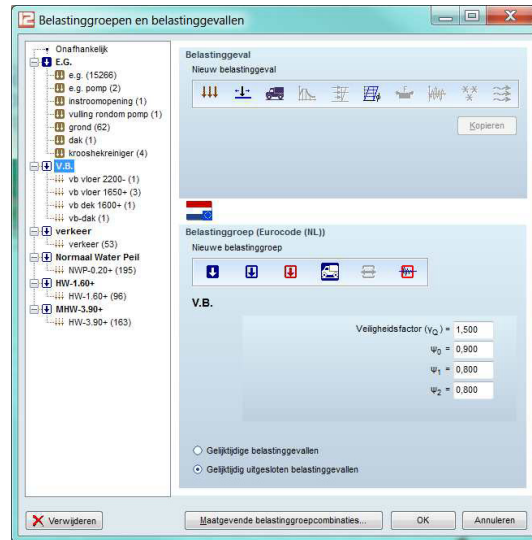 Belastinggroepen en belastinggevallen
Onafhankelijk
E.G.
e.g. (15266)
e.g. pomp (2)
instroomopening (1)
vulling rondom pomp (1)
grond (62)
dak (1)
krooshekreiniger (4)
V.B.
vb vloer 2200- (1)
vb vloer 1650+ (3)
vb dek 1600+ (1)
vb-dak (1)
verkeer
verkeer (53)
Normaal Water Peil
NWP-0.20+ (195)
HW-1.60+
HW-1.60+ (96)
MHW-3.90+
HW-3.90+ (163)
Belastinggeval
Nieuw belastinggeval
Kopieren
Belastinggroep (Eurocode (NL))
Nieuwe belastinggroep
V.B.
Veiligheidsfactor (γQ) = 1,500
ψ0 = 0,900
ψ1 = 0,800
ψ2 = 0,800
Gelijktijdige belastinggevallen
Gelijktijdig uitgesloten belastinggevallen
Verwijderen
Maatgevende belastinggroepcombinaties...
OK
Annuleren